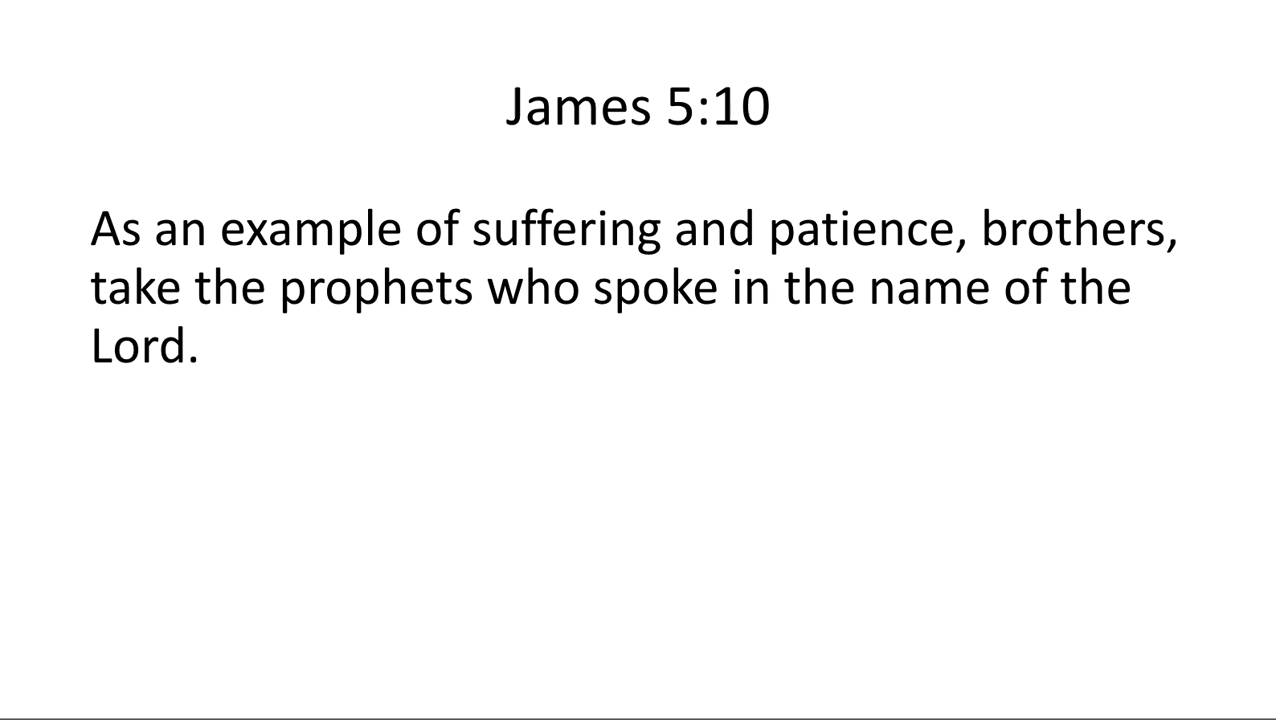 James 5:10
As an example of suffering and patience, brothers,
take the prophets who spoke in the name of the
Lord.